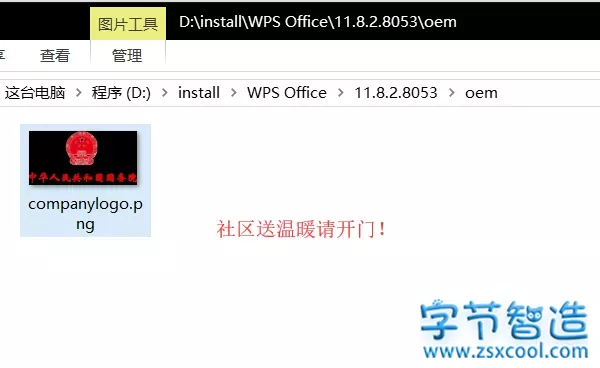 图片工具
D:\install\WPS Office\11.8.2.8053\oem
享
查看
管理
这台电脑 > 程序 (D:) > install > WPS Office > 11.8.2.8053 > oem
中华人民共和国国务院
companylogo.p
ng
社区送温暖请开门！
字节智造
www.zsxcool.com